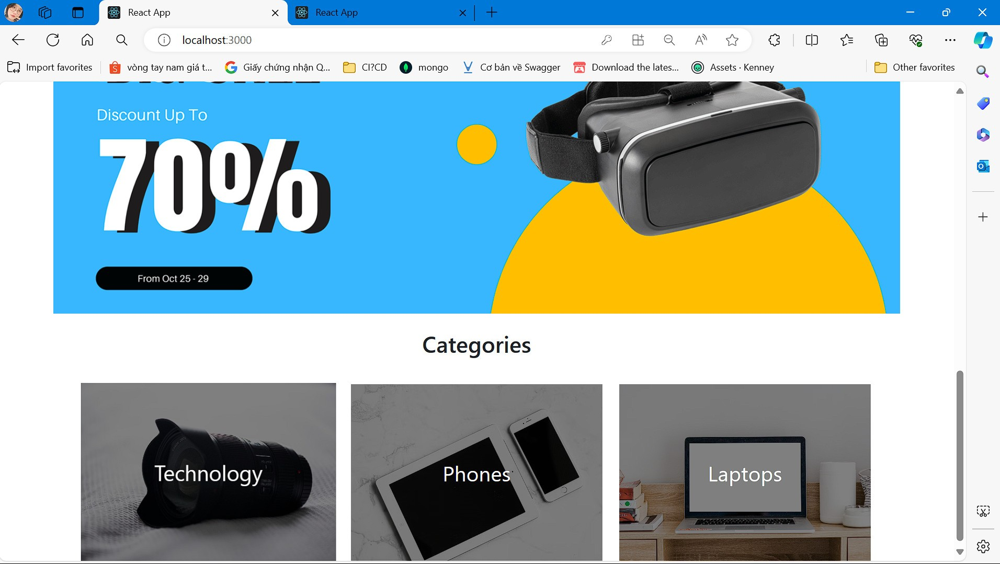 React App
React App
localhost:3000
Import favorites
vòng tay nam giá t...
Giấy chứng nhận Q...
CI?CD
mongo
Cơ bản về Swagger
Download the lates...
Assets · Kenney
Other favorites
Discount Up To
70%
From Oct 25 - 29
Categories
Technology
Phones
Laptops